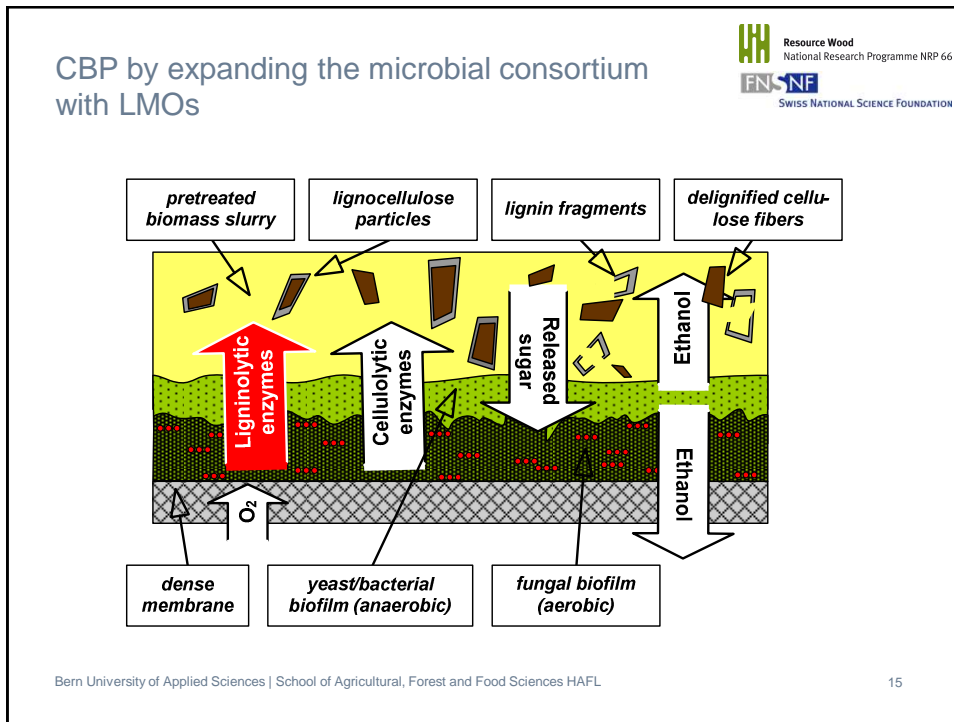 CBP by expanding the microbial consortium
with LMOs
Resource Wood
National Research Programme NRP 66
FNSNF
SWISS NATIONAL SCIENCE FOUNDATION
pretreated
biomass slurry
lignocellulose
particles
lignin fragments
delignified cellu-
lose fibers
Ligninolytic
enzymes
Cellulolytic
enzymes
Released
sugar
Ethanol
Ethanol
O2
dense
membrane
yeast/bacterial
biofilm (anaerobic)
fungal biofilm
(aerobic)
Bern University of Applied Sciences | School of Agricultural, Forest and Food Sciences HAFL
15